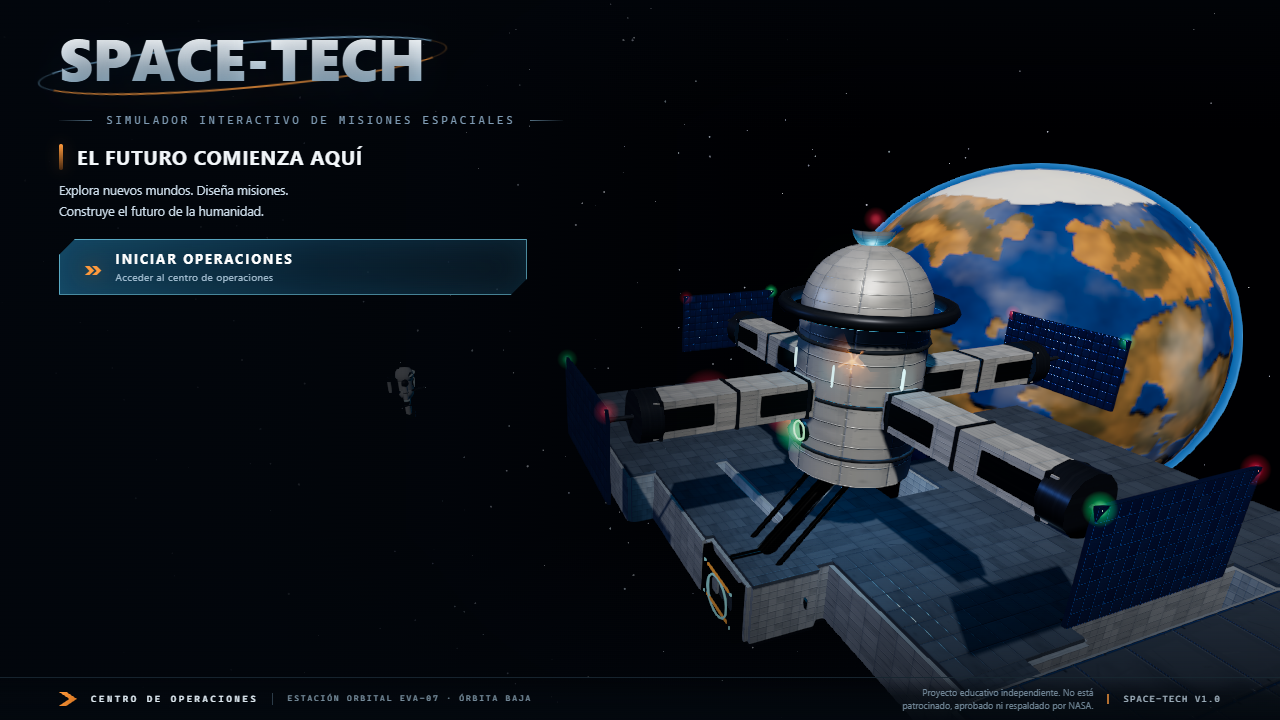 SPACE-TECH
SIMULADOR INTERACTIVO DE MISIONES ESPACIALES
EL FUTURO COMIENZA AQUÍ
Explora nuevos mundos. Diseña misiones.
Construye el futuro de la humanidad.
INICIAR OPERACIONES
Acceder al centro de operaciones
CENTRO DE OPERACIONES
ESTACIÓN ORBITAL EVA-07 · ÓRBITA BAJA
Proyecto educativo independiente. No está
patrocinado, aprobado ni respaldado por NASA.
SPACE-TECH V1.0